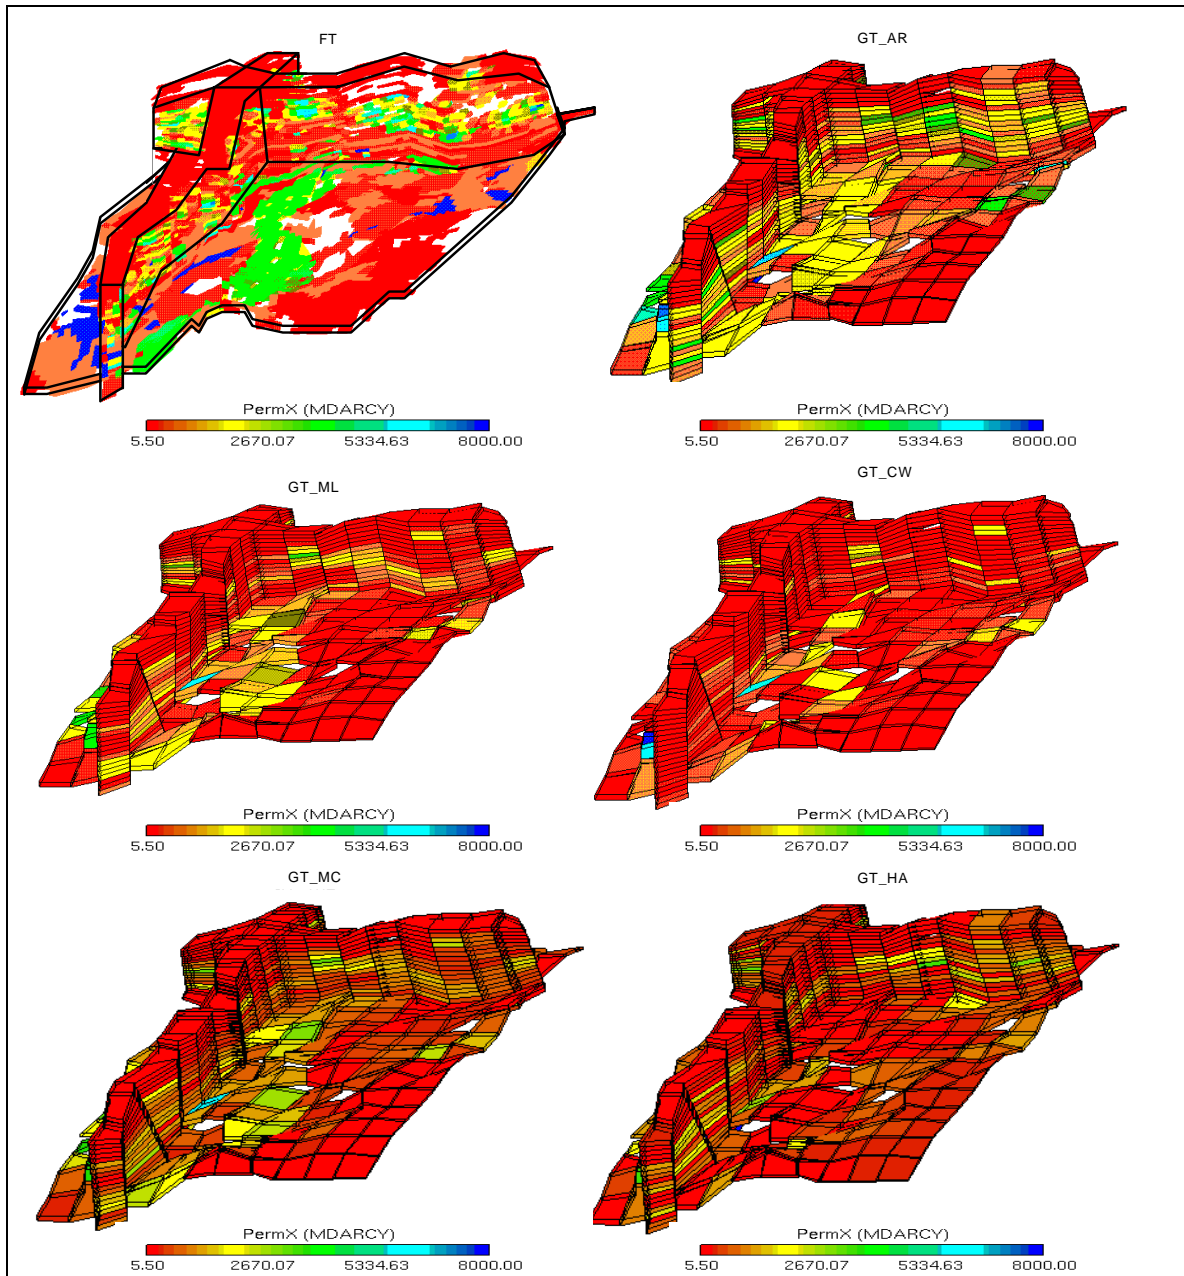 FT
GT_AR
PermX (MDARCY)
5.50 2670.07 5334.63 8000.00
PermX (MDARCY)
5.50 2670.07 5334.63 8000.00
GT_ML
GT_CW
PermX (MDARCY)
5.50 2670.07 5334.63 8000.00
PermX (MDARCY)
5.50 2670.07 5334.63 8000.00
GT_MC
GT_HA
PermX (MDARCY)
5.50 2670.07 5334.63 8000.00
PermX (MDARCY)
5.50 2670.07 5334.63 8000.00